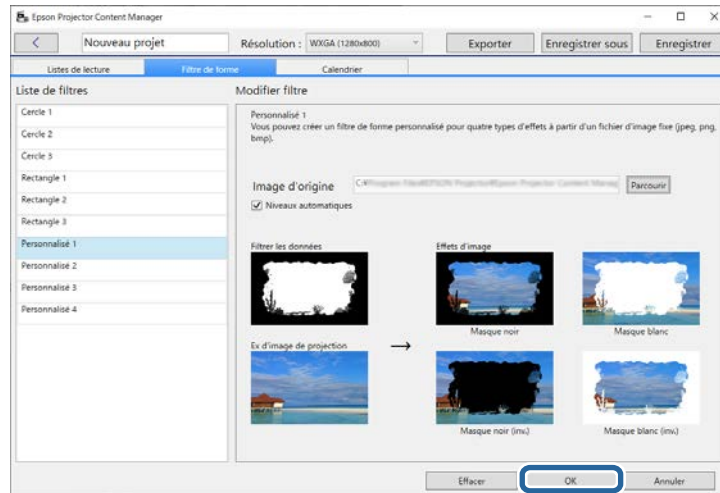 Epson Projector Content Manager
Nouveau projet
Résolution : WXGA (1280x800)
Exporter
Enregistrer sous
Enregistrer
Listes de lecture
Filtre de forme
Calendrier
Liste de filtres
Cercle 1
Cercle 2
Cercle 3
Rectangle 1
Rectangle 2
Rectangle 3
Personnalisé 1
Personnalisé 2
Personnalisé 3
Personnalisé 4
Modifier filtre
Personnalisé 1
Vous pouvez créer un filtre de forme personnalisé pour quatre types d'effets à partir d'un fichier d'image fixe (jpeg, png,
bmp).
Image d'origine
Parcourir
Niveaux automatiques
Filtrer les données
Effets d'image
Masque noir
Masque blanc
Ex d'image de projection
Masque noir (inv.)
Masque blanc (inv.)
Effacer
OK
Annuler